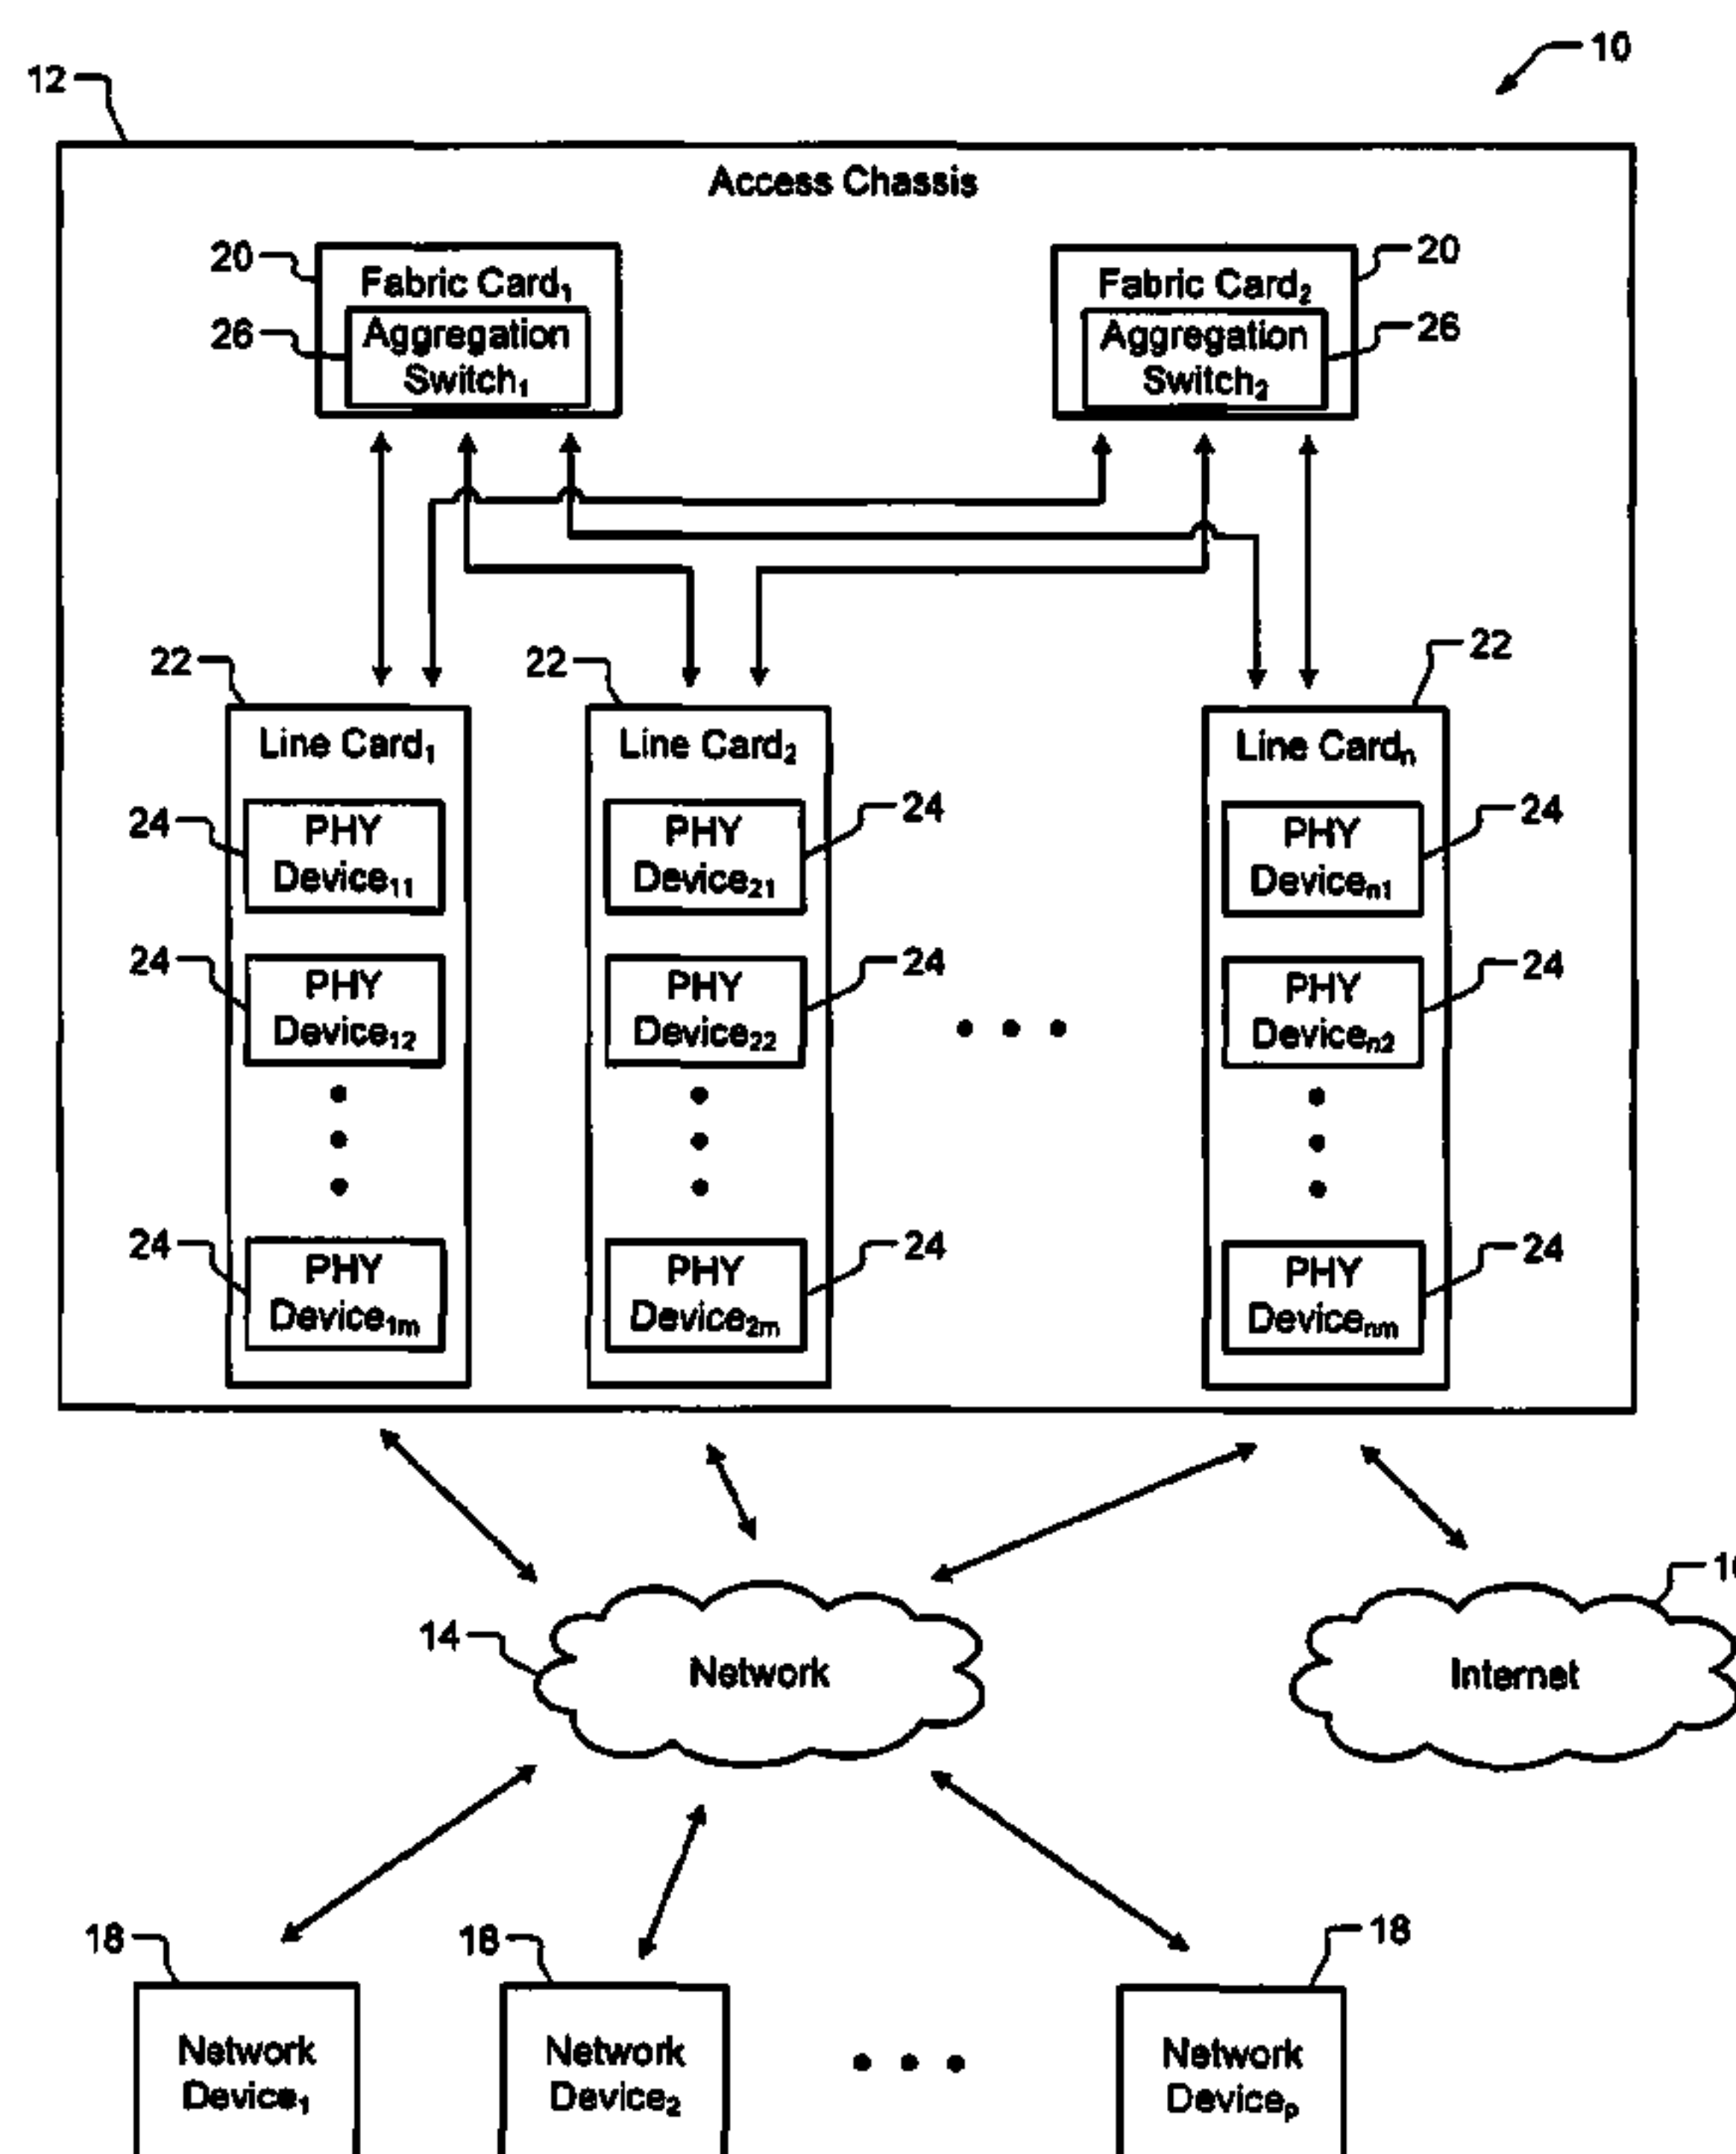 10
12
Access Chassis
20
Fabric Card₁
26
Aggregation
Switch₁
20
Fabric Card₂
26
Aggregation
Switch₂
22
Line Card₁
22
Line Card₂
22
Line Cardₙ
24
PHY
Device₁₁
24
PHY
Device₂₁
24
PHY
Deviceₙ₁
24
PHY
Device₁₂
24
PHY
Device₂₂
24
PHY
Deviceₙ₂
24
PHY
Device₁ₘ
24
PHY
Device₂ₘ
24
PHY
Deviceₙₘ
14
Network
Internet
18
Network
Device₁
18
Network
Device₂
18
Network
Deviceₚ